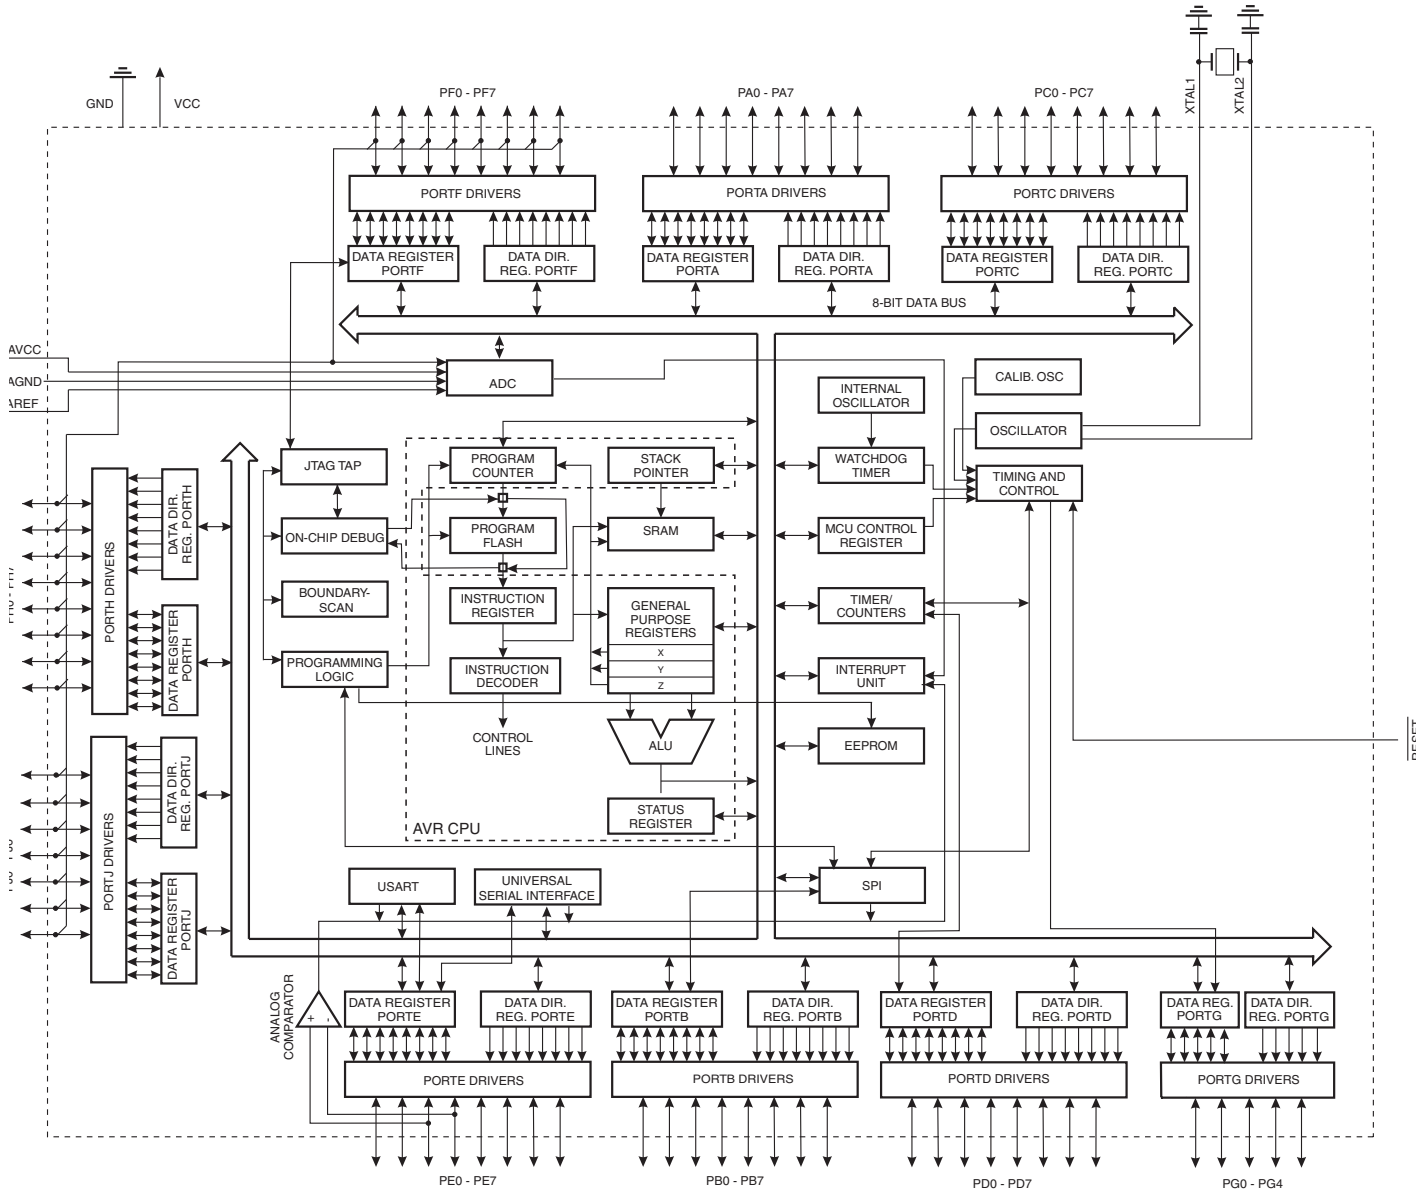 XTAL1
XTAL2
GND
VCC
PF0 - PF7
PA0 - PA7
PC0 - PC7
PORTF DRIVERS
PORTA DRIVERS
PORTC DRIVERS
DATA REGISTER
PORTF
DATA DIR.
REG. PORTF
DATA REGISTER
PORTA
DATA DIR.
REG. PORTA
DATA REGISTER
PORTC
DATA DIR.
REG. PORTC
8-BIT DATA BUS
AVCC
AGND
AREF
ADC
CALIB. OSC
INTERNAL
OSCILLATOR
OSCILLATOR
JTAG TAP
PROGRAM
COUNTER
STACK
POINTER
WATCHDOG
TIMER
TIMING AND
CONTROL
ON-CHIP DEBUG
PROGRAM
FLASH
SRAM
MCU CONTROL
REGISTER
BOUNDARY-
SCAN
INSTRUCTION
REGISTER
GENERAL
PURPOSE
REGISTERS
X
Y
Z
TIMER/
COUNTERS
PROGRAMMING
LOGIC
INSTRUCTION
DECODER
INTERRUPT
UNIT
CONTROL
LINES
ALU
EEPROM
STATUS
REGISTER
AVR CPU
RESET
PORTH DRIVERS
DATA DIR.
REG. PORTH
DATA REGISTER
PORTH
PORTJ DRIVERS
DATA DIR.
REG. PORTJ
DATA REGISTER
PORTJ
USART
UNIVERSAL
SERIAL INTERFACE
SPI
ANALOG
COMPARATOR
+
-
DATA REGISTER
PORTE
DATA DIR.
REG. PORTE
DATA REGISTER
PORTB
DATA DIR.
REG. PORTB
DATA REGISTER
PORTD
DATA DIR.
REG. PORTD
DATA REG.
PORTG
DATA DIR.
REG. PORTG
PORTE DRIVERS
PORTB DRIVERS
PORTD DRIVERS
PORTG DRIVERS
PE0 - PE7
PB0 - PB7
PD0 - PD7
PG0 - PG4